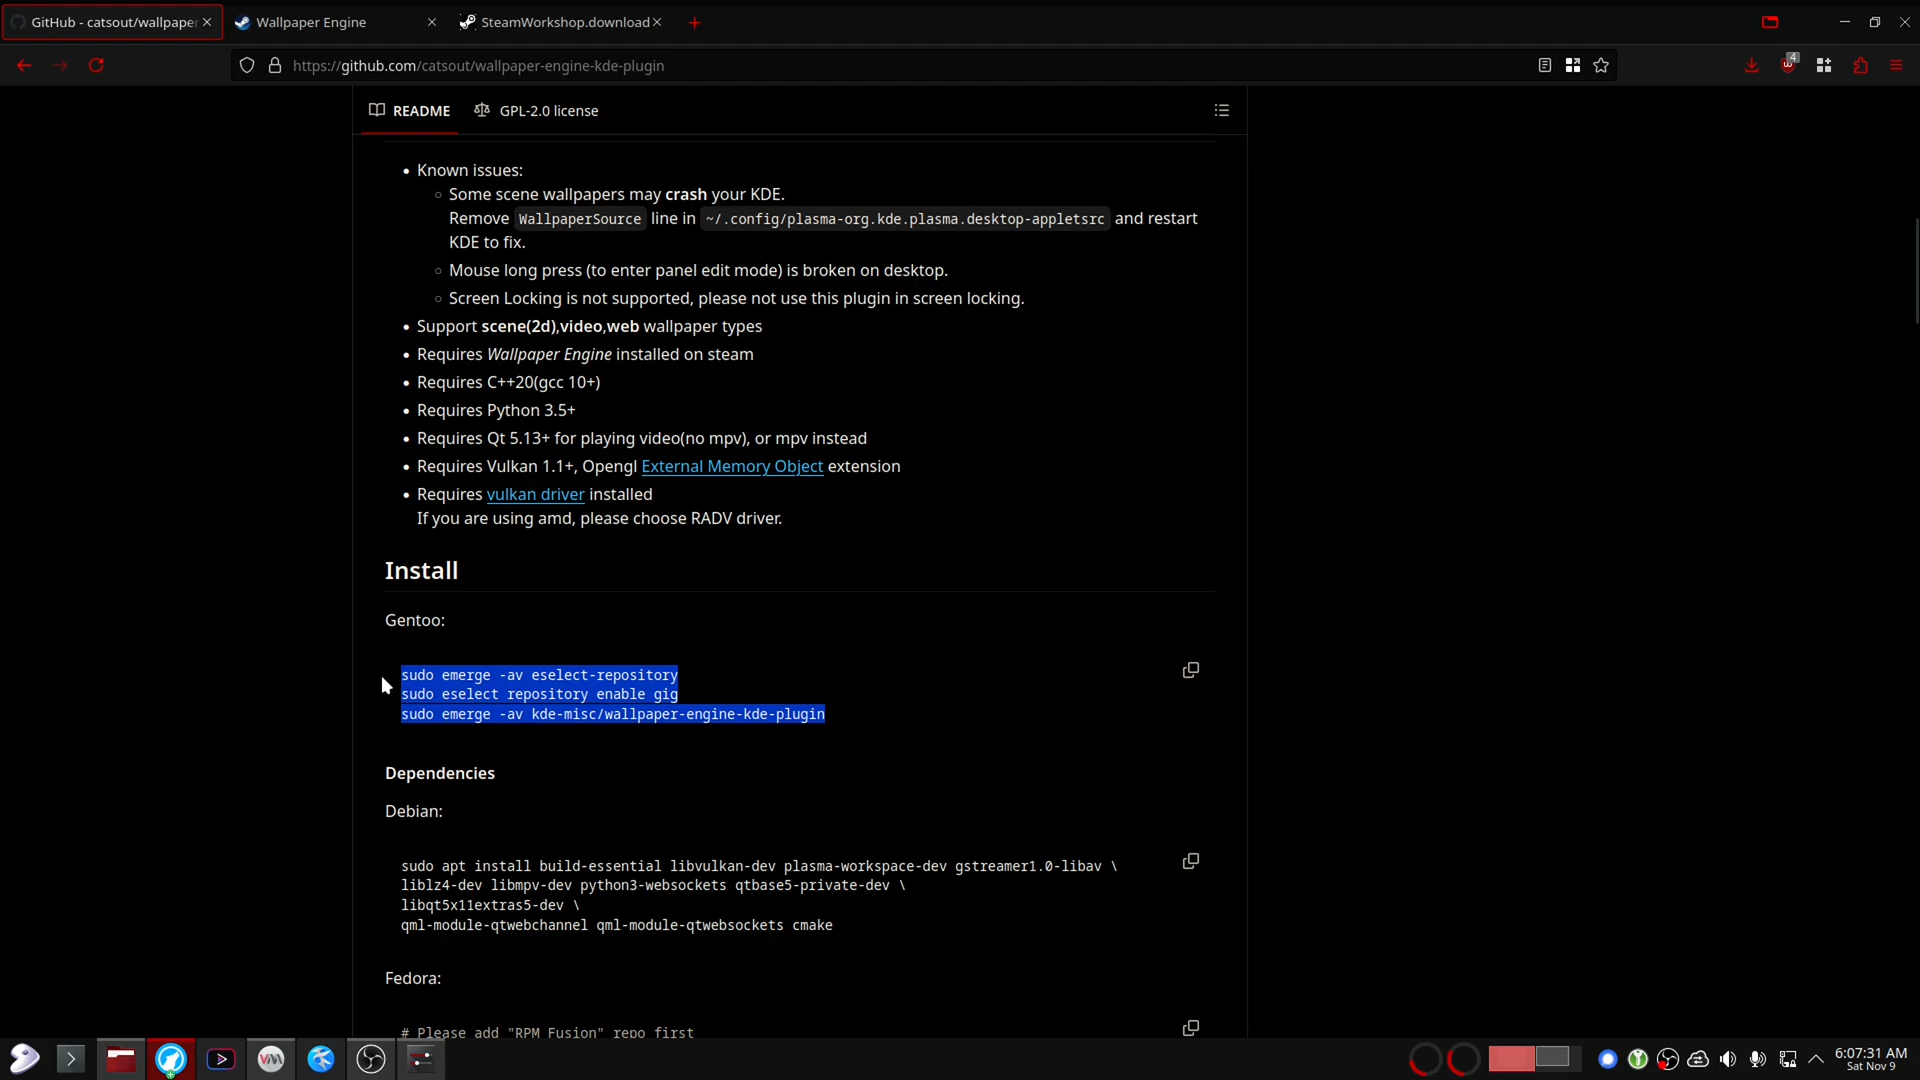 GitHub - catsout/wallpaper
Wallpaper Engine
SteamWorkshop.download
https://github.com/catsout/wallpaper-engine-kde-plugin
4
README
GPL-2.0 license
Known issues:
Some scene wallpapers may crash your KDE.
Remove WallpaperSource line in ~/.config/plasma-org.kde.plasma.desktop-appletsrc and restart
KDE to fix.
Mouse long press (to enter panel edit mode) is broken on desktop.
Screen Locking is not supported, please not use this plugin in screen locking.
Support scene(2d),video,web wallpaper types
Requires Wallpaper Engine installed on steam
Requires C++20(gcc 10+)
Requires Python 3.5+
Requires Qt 5.13+ for playing video(no mpv), or mpv instead
Requires Vulkan 1.1+, Opengl External Memory Object extension
Requires vulkan driver installed
If you are using amd, please choose RADV driver.
Install
Gentoo:
sudo emerge -av eselect-repository
sudo eselect repository enable gig
sudo emerge -av kde-misc/wallpaper-engine-kde-plugin
Dependencies
Debian:
sudo apt install build-essential libvulkan-dev plasma-workspace-dev gstreamer1.0-libav \
liblz4-dev libmpv-dev python3-websockets qtbase5-private-dev \
libqt5x11extras5-dev \
qml-module-qtwebchannel qml-module-qtwebsockets cmake
Fedora:
# Please add "RPM Fusion" repo first
6:07:31 AM
Sat Nov 9